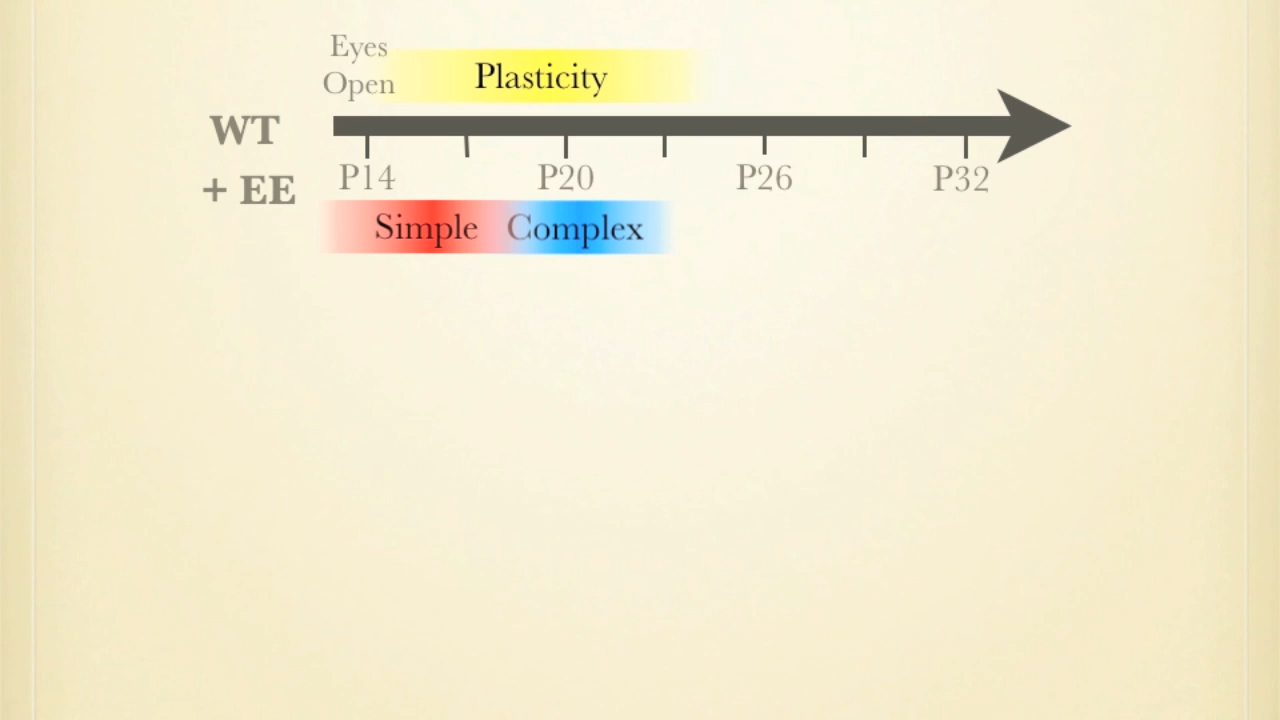 Eyes
Open
Plasticity
WT
+ EE
P14 P20 P26 P32
Simple Complex